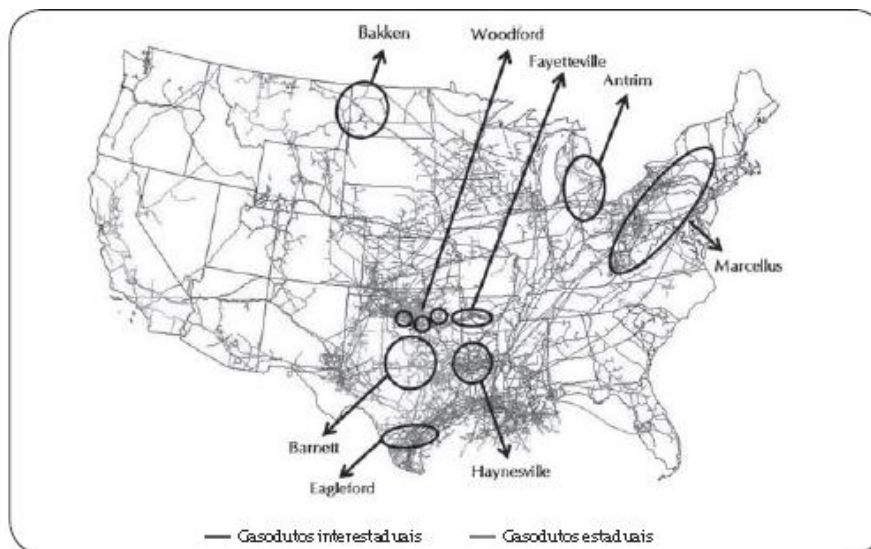 Bakken
Woodford
Fayetteville
Antrim
Marcellus
Barnett
Eagleford
Haynesville
Gasodutos interestaduais
Gasodutos estaduais